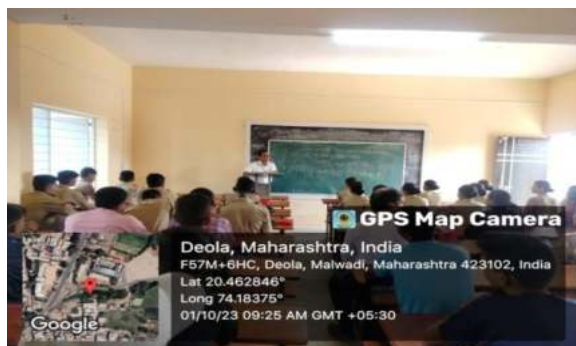 GPS Map Camera
Deola, Maharashtra, India
F57M+6HC, Deola, Malwadi, Maharashtra 423102, India
Lat 20.462846°
Long 74.18375°
01/10/23 09:25 AM GMT +05:30
Google